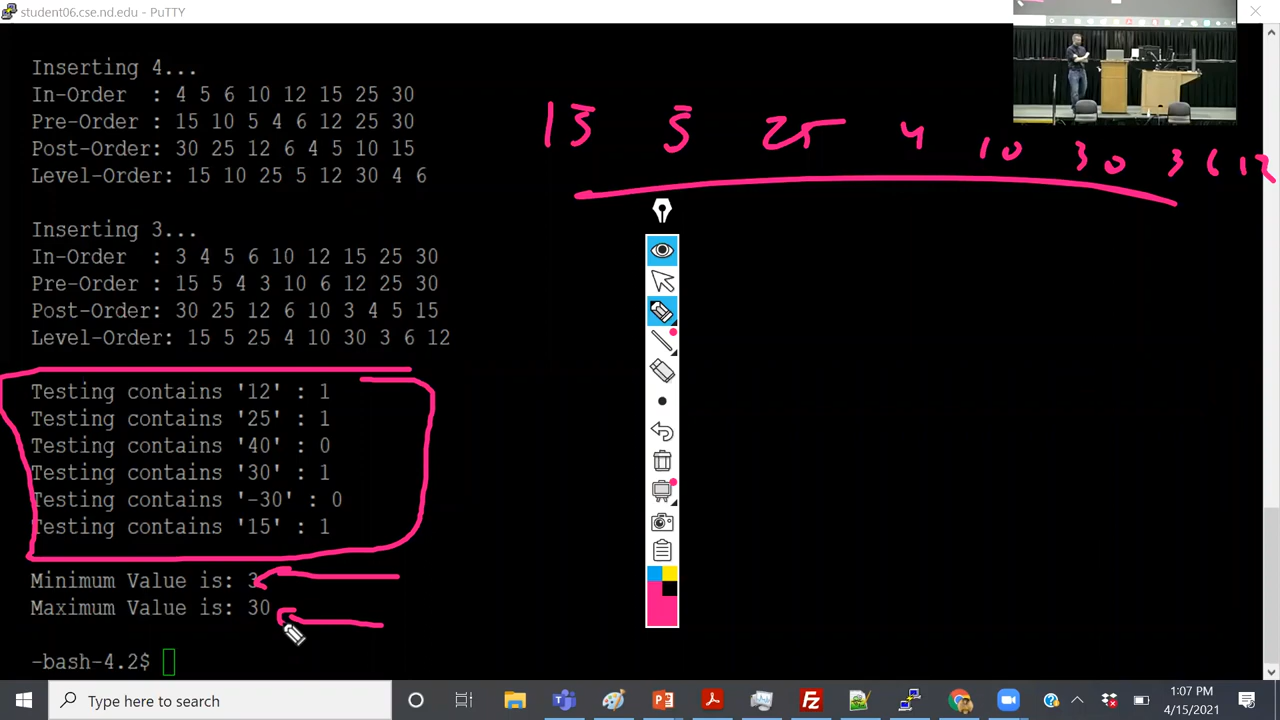 student06.cse.nd.edu - PuTTY
Inserting 4...
In-Order : 4 5 6 10 12 15 25 30
Pre-Order : 15 10 5 4 6 12 25 30
Post-Order: 30 25 12 6 4 5 10 15
Level-Order: 15 10 25 5 12 30 4 6
Inserting 3...
In-Order : 3 4 5 6 10 12 15 25 30
Pre-Order : 15 5 4 3 10 6 12 25 30
Post-Order: 30 25 12 6 10 3 4 5 15
Level-Order: 15 5 25 4 10 30 3 6 12
Testing contains '12' : 1
Testing contains '25' : 1
Testing contains '40' : 0
Testing contains '30' : 1
Testing contains '-30' : 0
Testing contains '15' : 1
Minimum Value is: 3
Maximum Value is: 30
-bash-4.2$
15 5 25 4 10 30 3 6 12
Type here to search
1:07 PM
4/15/2021